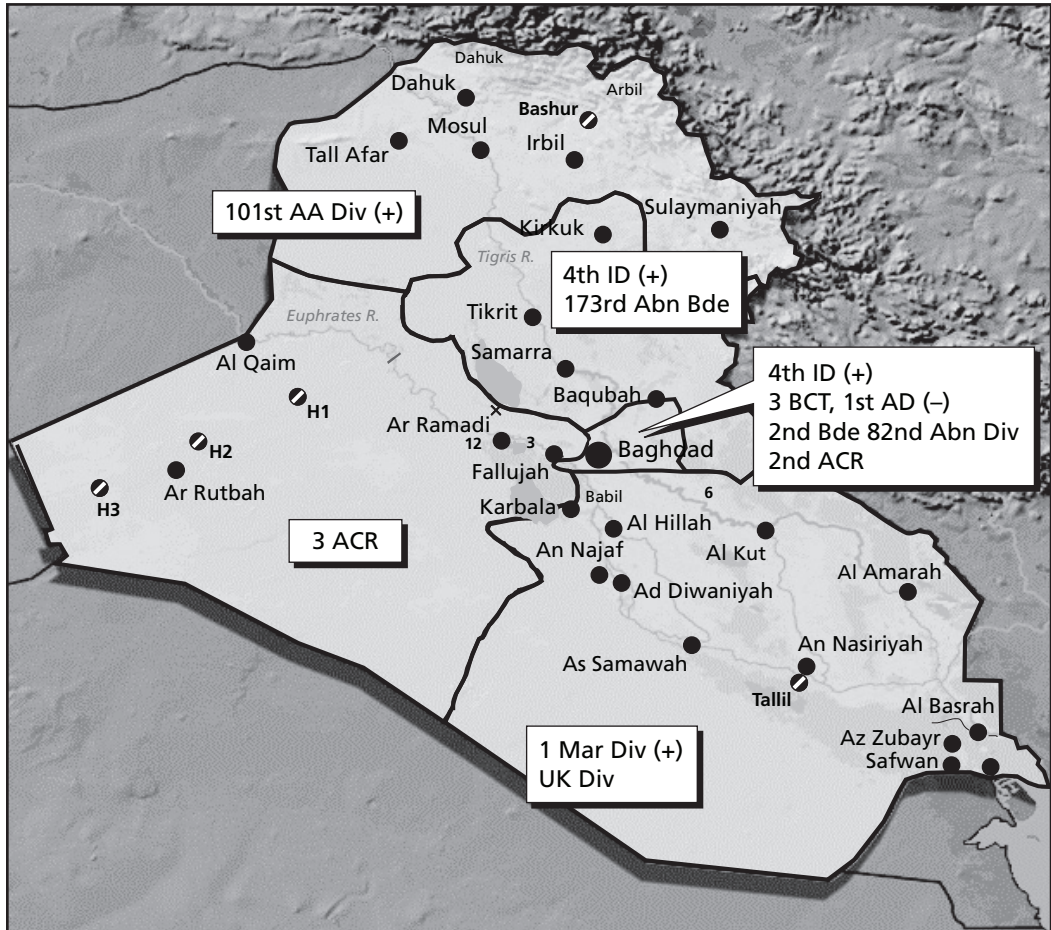 Dahuk
Arbil
Dahuk
Bashur
Mosul
Irbil
Tall Afar
101st AA Div (+)
Sulaymaniyah
Kirkuk
Tigris R.
4th ID (+)
173rd Abn Bde
Tikrit
Euphrates R.
Samarra
Al Qaim
4th ID (+)
3 BCT, 1st AD (–)
2nd Bde 82nd Abn Div
2nd ACR
Baqubah
H1
Ar Ramadi
12
3
Baghdad
H2
Fallujah
Ar Rutbah
H3
Karbala
Babil
6
Al Hillah
3 ACR
An Najaf
Al Kut
Al Amarah
Ad Diwaniyah
An Nasiriyah
As Samawah
Tallil
Al Basrah
Az Zubayr
Safwan
1 Mar Div (+)
UK Div